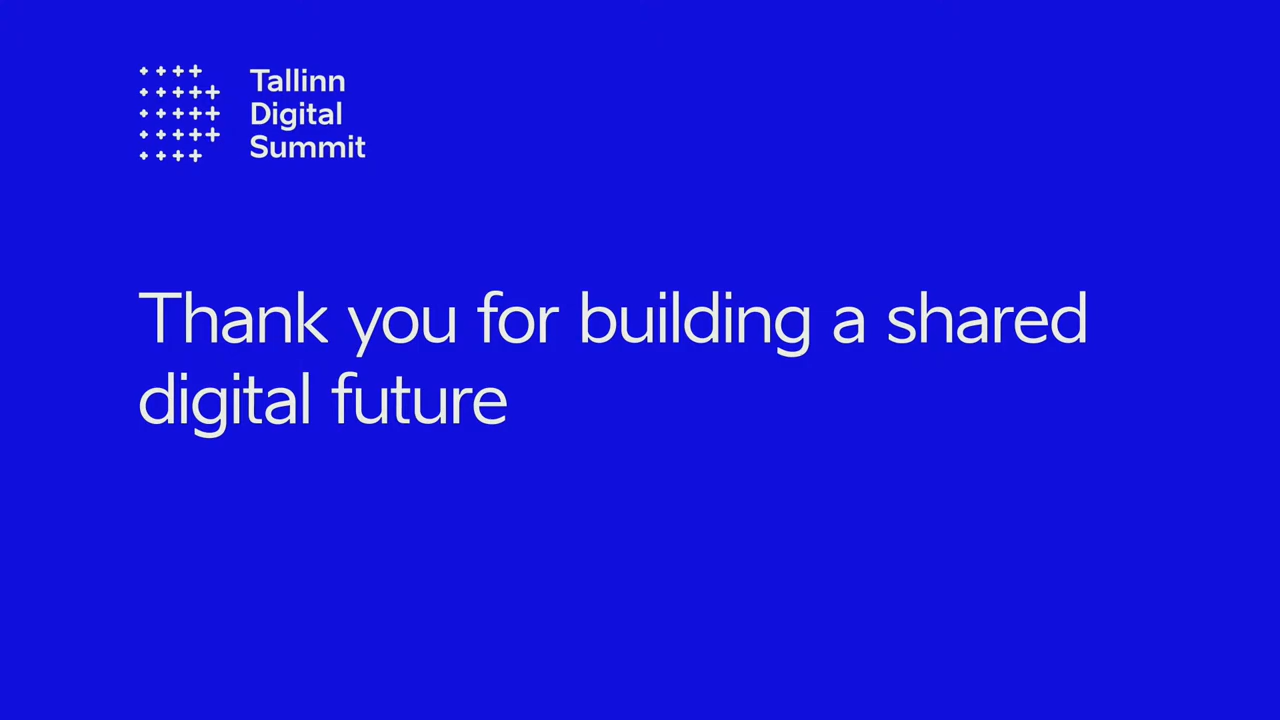 Tallinn
Digital
Summit
Thank you for building a shared
digital future